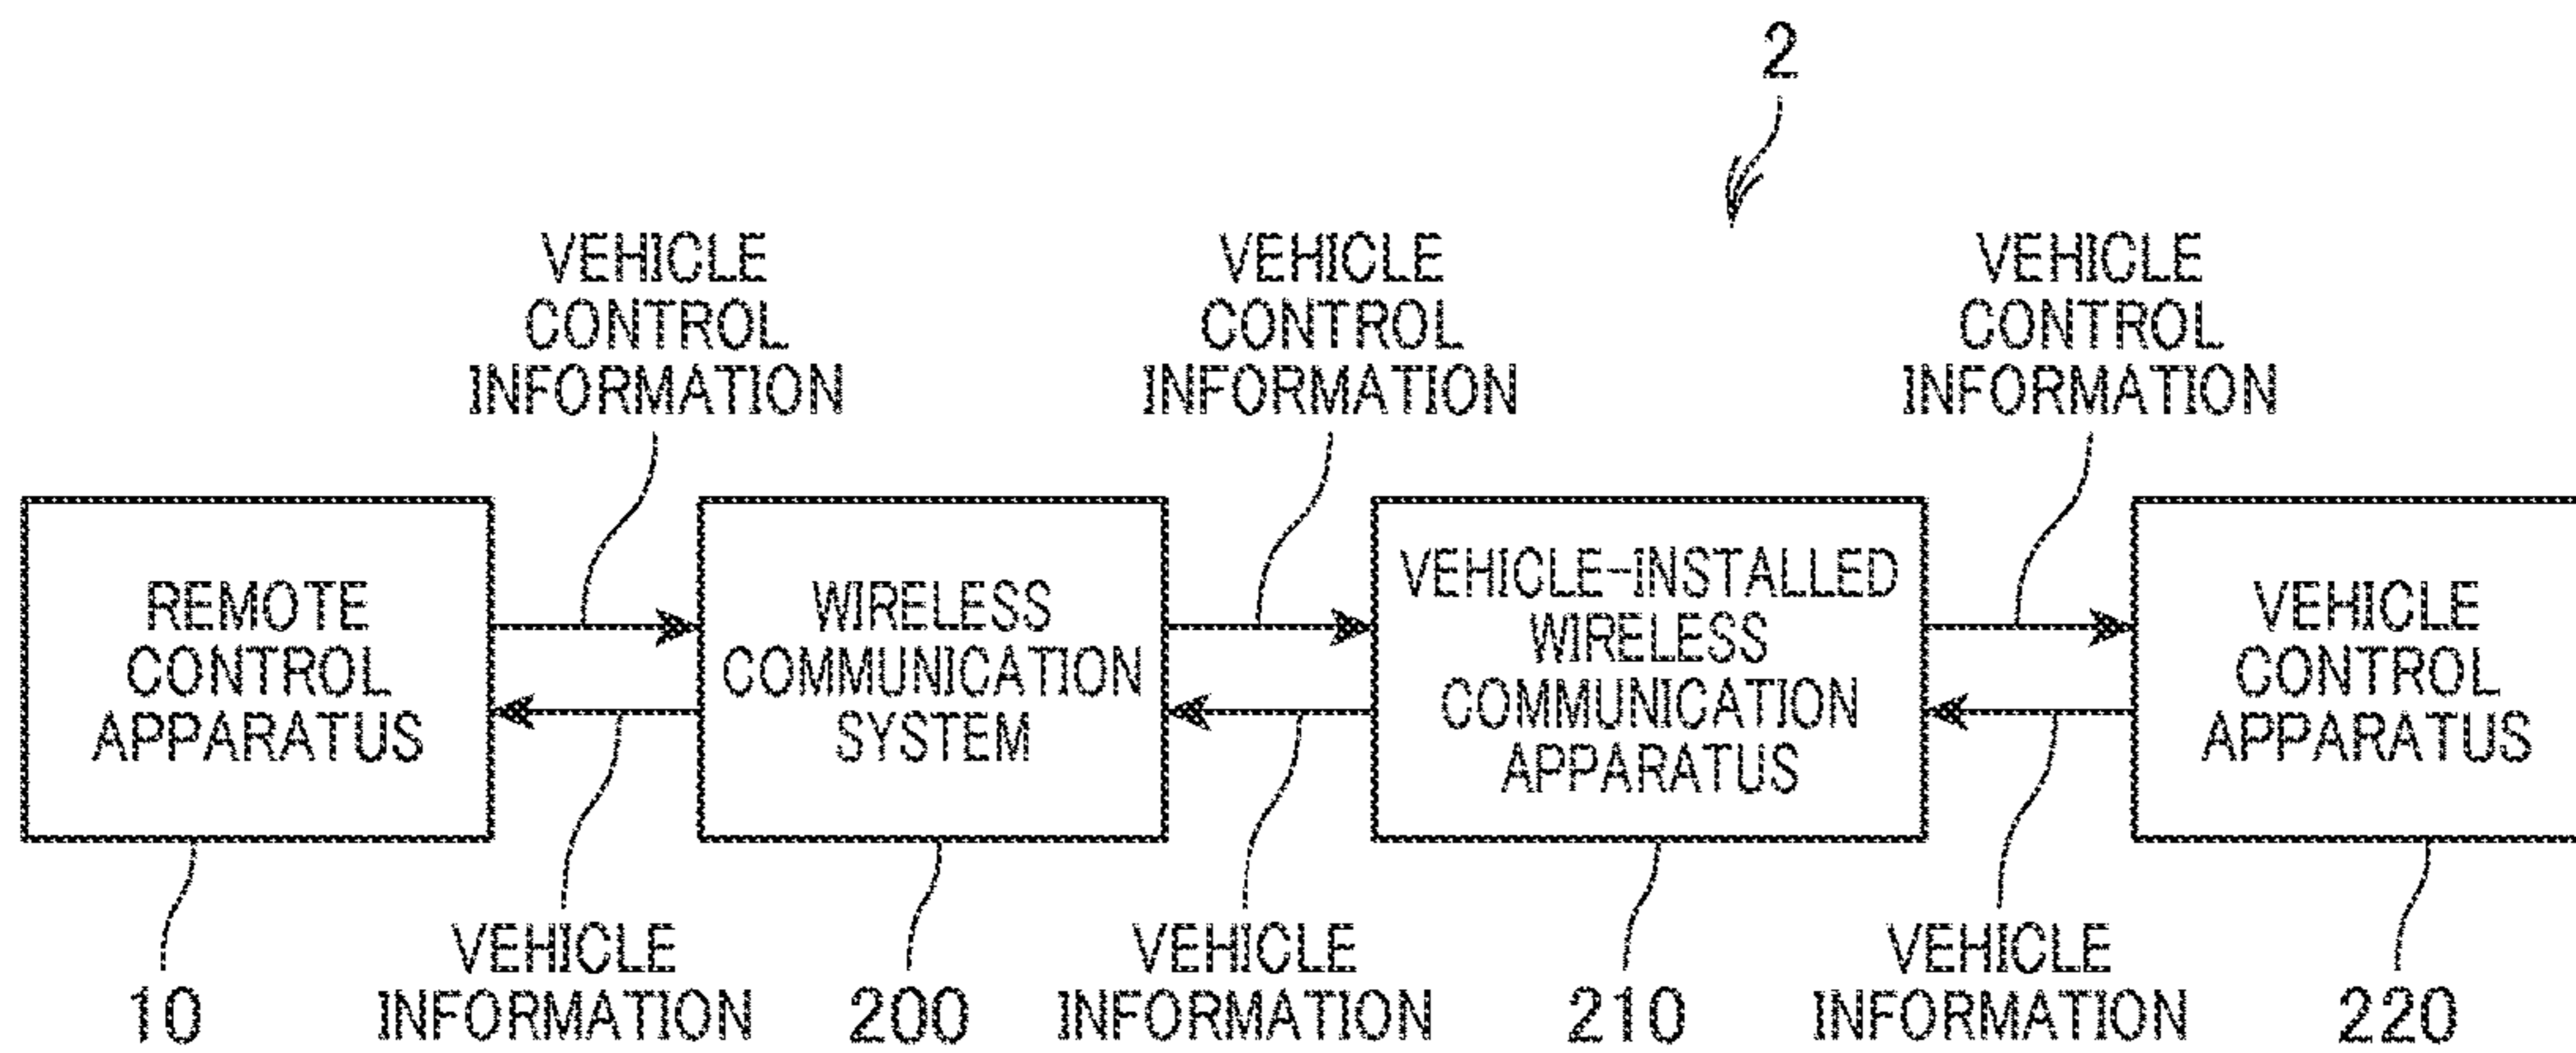 2
VEHICLE
CONTROL
INFORMATION
VEHICLE
CONTROL
INFORMATION
VEHICLE
CONTROL
INFORMATION
REMOTE
CONTROL
APPARATUS
WIRELESS
COMMUNICATION
SYSTEM
VEHICLE-INSTALLED
WIRELESS
COMMUNICATION
APPARATUS
VEHICLE
CONTROL
APPARATUS
10
VEHICLE
INFORMATION
200
VEHICLE
INFORMATION
210
VEHICLE
INFORMATION
220